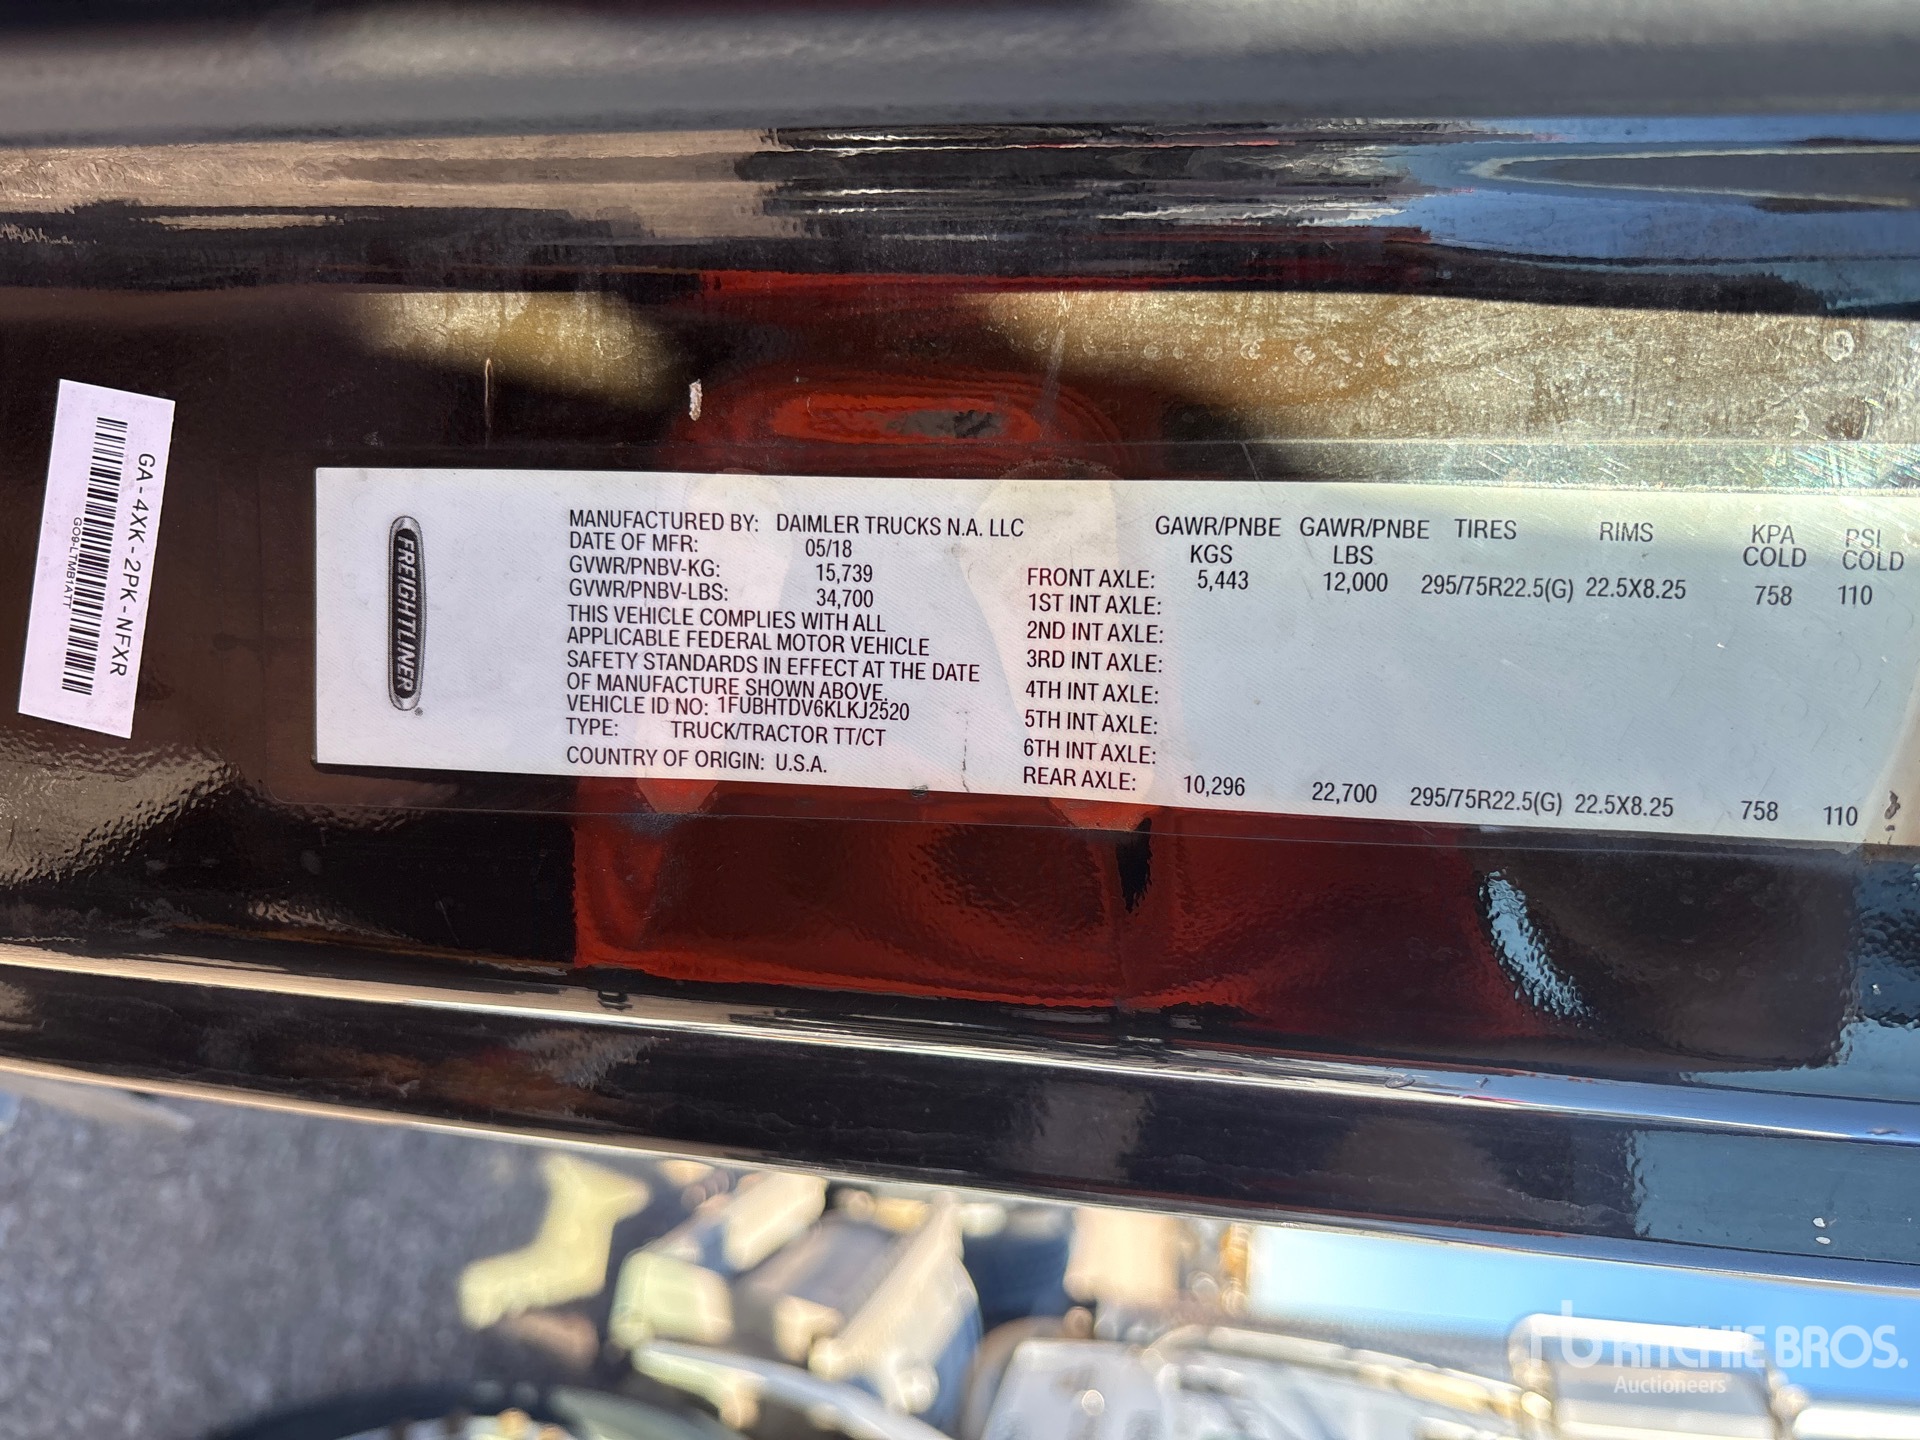 GA-4XK-2PK-NFXR
GO9-LTMB1ATT
FREIGHTLINER®
MANUFACTURED BY: DAIMLER TRUCKS N.A. LLC
DATE OF MFR: 05/18
GVWR/PNBV-KG: 15,739
GVWR/PNBV-LBS: 34,700
THIS VEHICLE COMPLIES WITH ALL
APPLICABLE FEDERAL MOTOR VEHICLE
SAFETY STANDARDS IN EFFECT AT THE DATE
OF MANUFACTURE SHOWN ABOVE.
VEHICLE ID NO: 1FUBHTDV6KLKJ2520
TYPE: TRUCK/TRACTOR TT/CT
COUNTRY OF ORIGIN: U.S.A.
GAWR/PNBE GAWR/PNBE TIRES RIMS KPA PSI
KGS LBS COLD COLD
FRONT AXLE: 5,443 12,000 295/75R22.5(G) 22.5X8.25 758 110
1ST INT AXLE:
2ND INT AXLE:
3RD INT AXLE:
4TH INT AXLE:
5TH INT AXLE:
6TH INT AXLE:
REAR AXLE: 10,296 22,700 295/75R22.5(G) 22.5X8.25 758 110
rb RITCHIE BROS.
Auctioneers